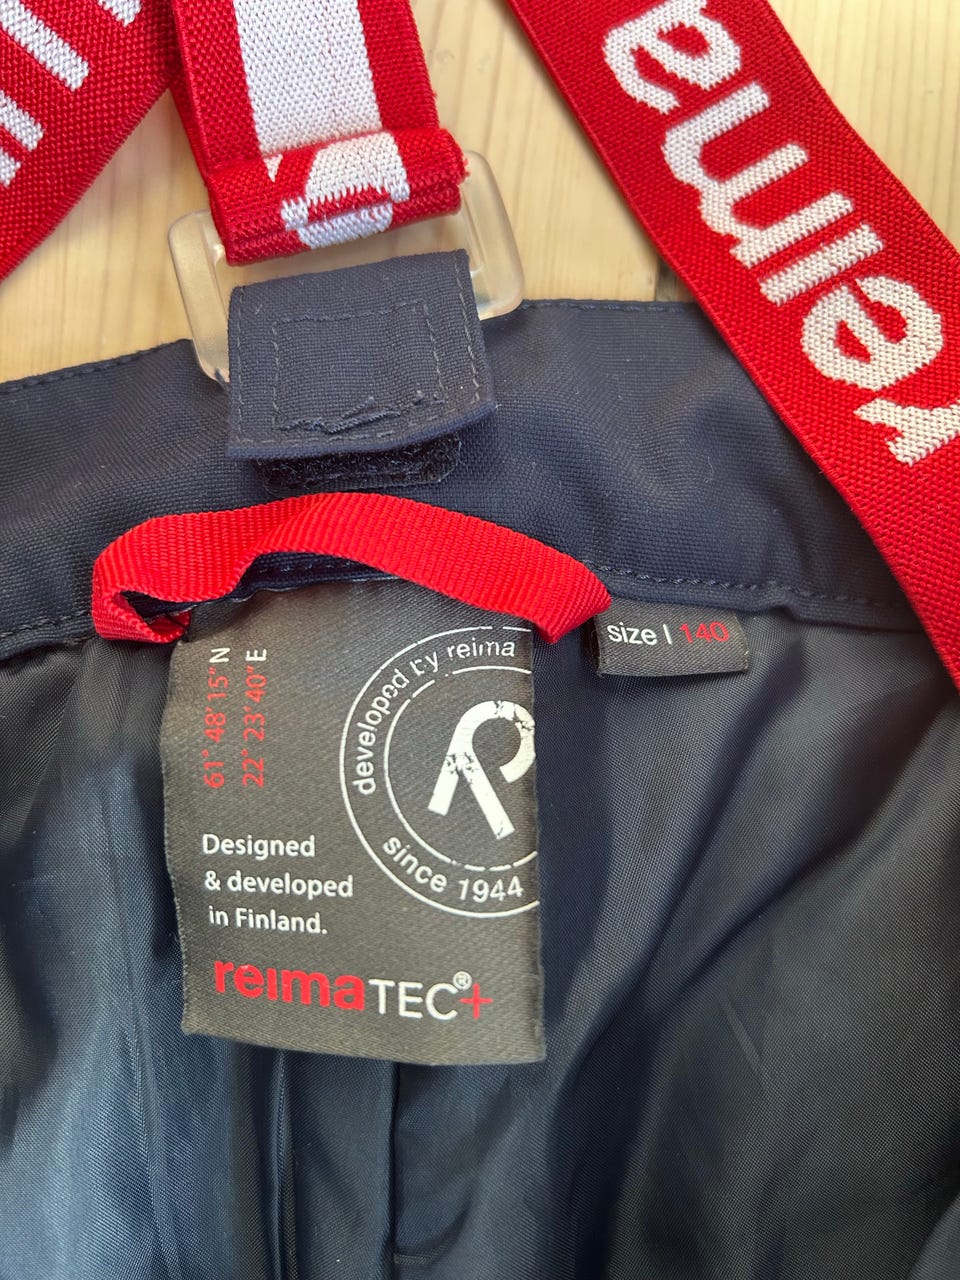 reima
size | 140
61° 48'15"N
22° 23'40"E
developed by reima
R
since 1944
Designed
& developed
in Finland.
reimaTEC®+